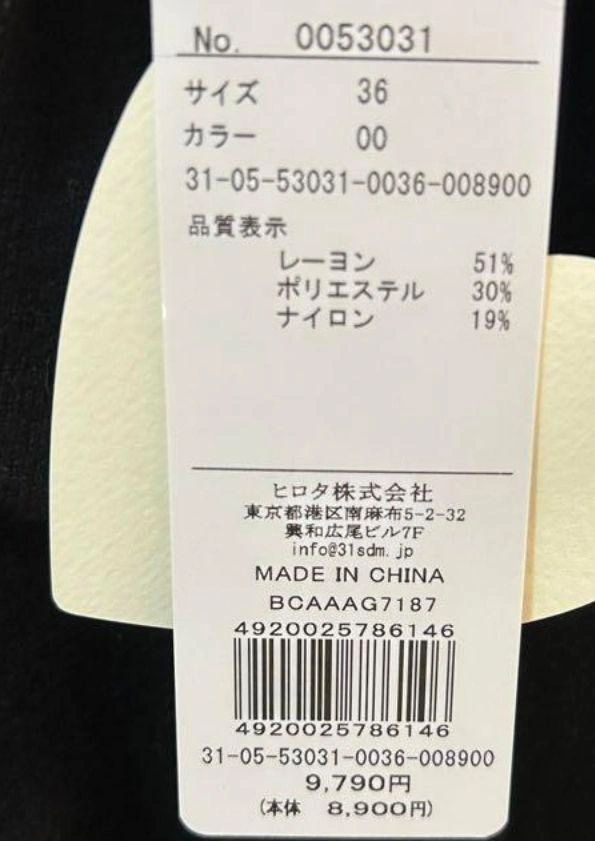 No. 0053031
サイズ 36
カラー 00
31-05-53031-0036-008900
品質表示
レーヨン 51%
ポリエステル 30%
ナイロン 19%
ヒロタ株式会社
東京都港区南麻布5-2-32
興和広尾ビル7F
info@31sdm.jp
MADE IN CHINA
BCAAAG7187
4920025786146
4920025786146
31-05-53031-0036-008900
9,790円
(本体 8,900円)